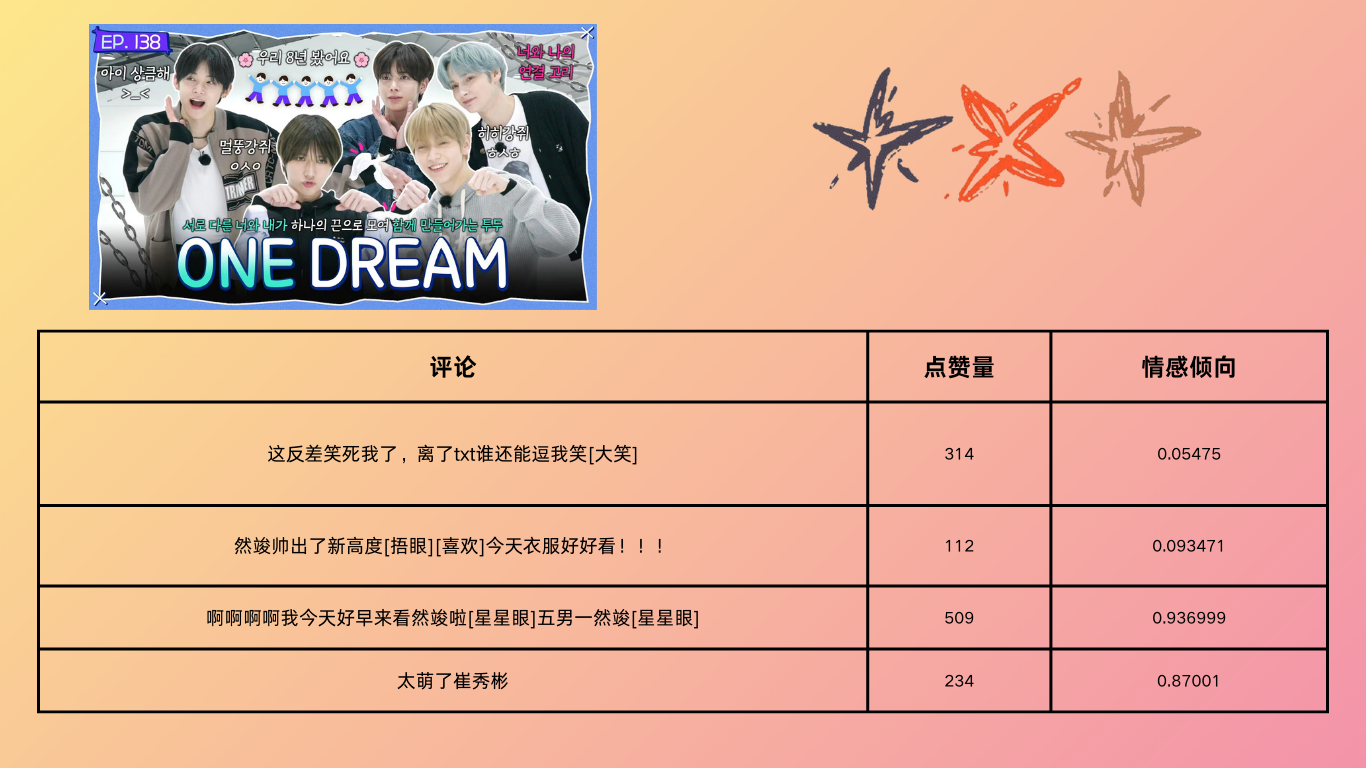 EP. 138
아이 상큼해
>_<
우리 8년 봤어요
너와 나의
연결 고리
멀뚱강쥐
ㅇㅅㅇ
히히강쥐
ㅎㅅㅎ
서로 다른 너와 내가 하나의 끈으로 모여 함께 만들어가는 투두
ONE DREAM
评论 点赞量 情感倾向
这反差笑死我了，离了txt谁还能逗我笑[大笑] 314 0.05475
然竣帅出了新高度[捂眼][喜欢]今天衣服好好看！！！ 112 0.093471
啊啊啊啊我今天好早来看然竣啦[星星眼]五男一然竣[星星眼] 509 0.936999
太萌了崔秀彬 234 0.87001